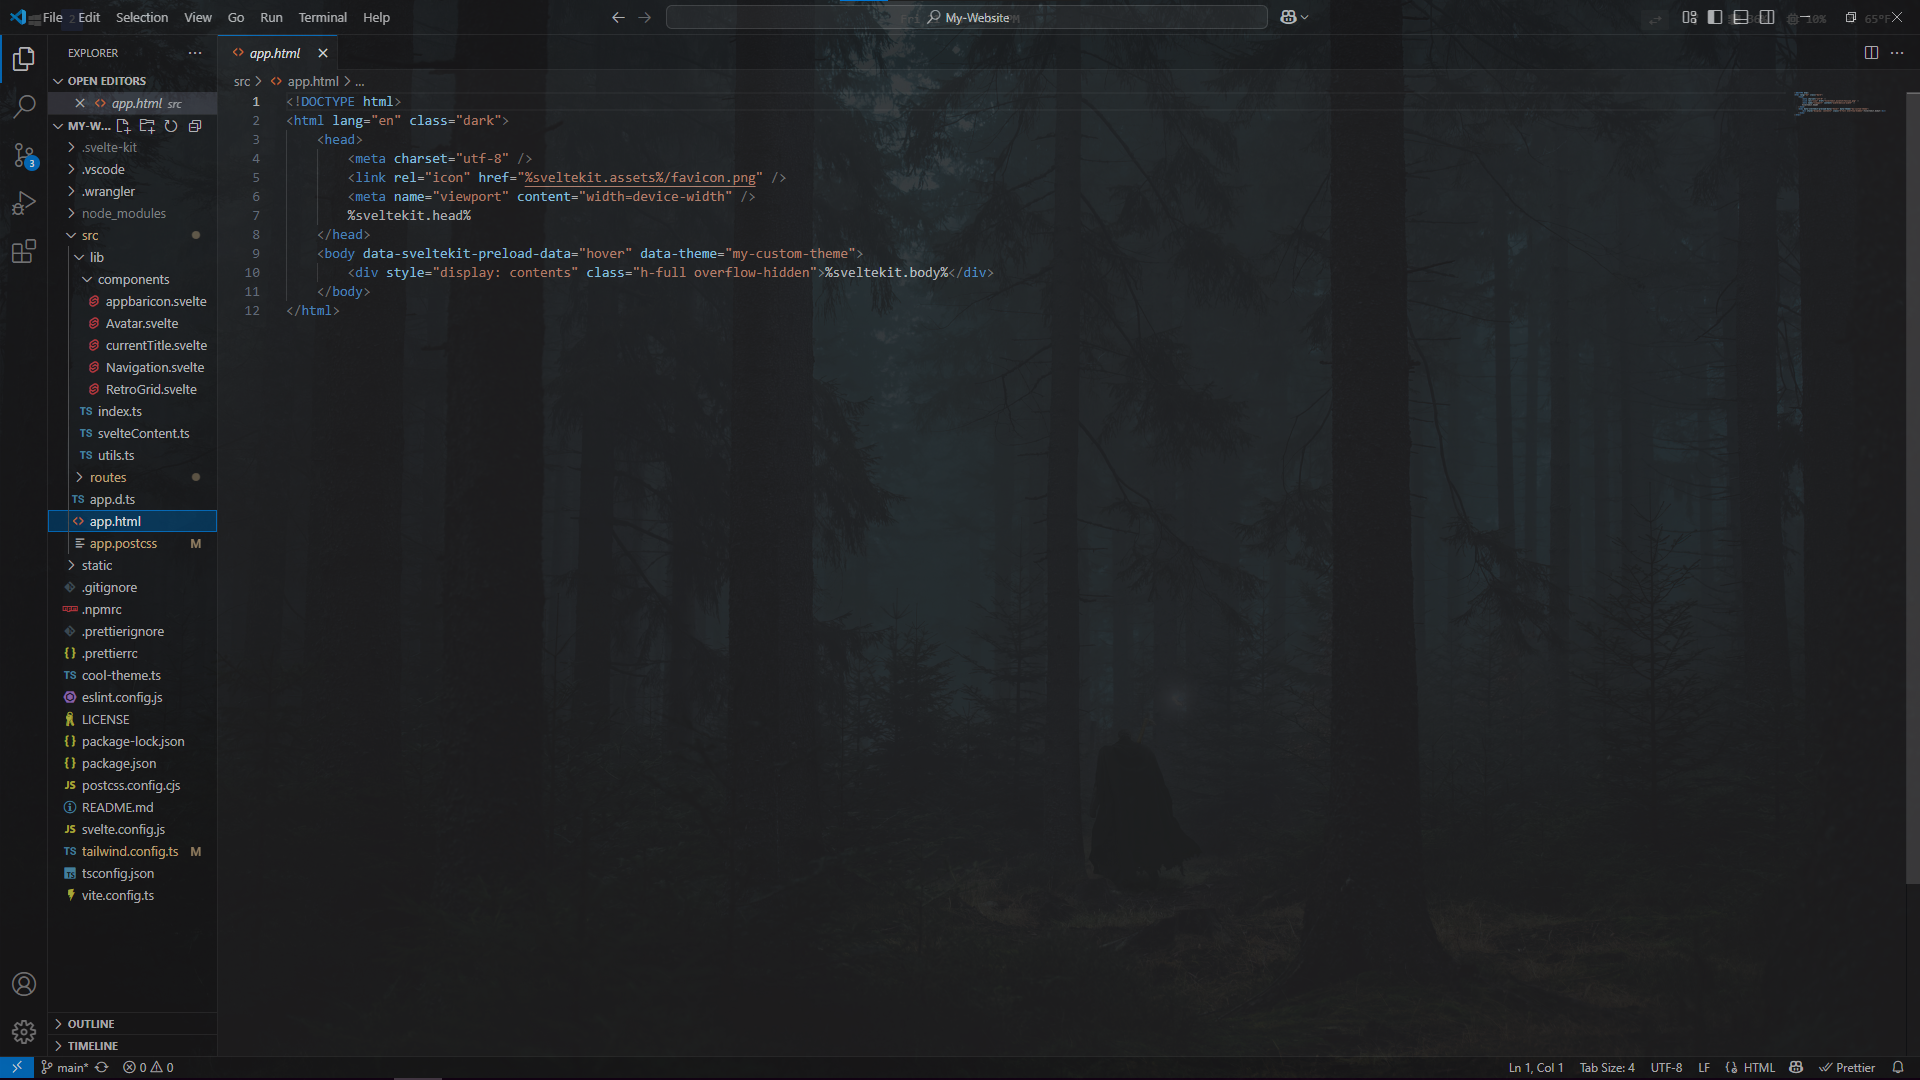 File Edit Selection View Go Run Terminal Help
My-Website
65°F
EXPLORER
OPEN EDITORS
app.html src
MY-W...
.svelte-kit
.vscode
.wrangler
node_modules
src
lib
components
appbaricon.svelte
Avatar.svelte
currentTitle.svelte
Navigation.svelte
RetroGrid.svelte
TS index.ts
TS svelteContent.ts
TS utils.ts
routes
TS app.d.ts
app.html
app.postcss M
static
.gitignore
.npmrc
.prettierignore
{} .prettierrc
TS cool-theme.ts
eslint.config.js
LICENSE
{} package-lock.json
{} package.json
JS postcss.config.cjs
README.md
JS svelte.config.js
TS tailwind.config.ts M
TS tsconfig.json
vite.config.ts
OUTLINE
TIMELINE
3
app.html
src > app.html > ...
1 <!DOCTYPE html>
2 <html lang="en" class="dark">
3 <head>
4 <meta charset="utf-8" />
5 <link rel="icon" href="%sveltekit.assets%/favicon.png" />
6 <meta name="viewport" content="width=device-width" />
7 %sveltekit.head%
8 </head>
9 <body data-sveltekit-preload-data="hover" data-theme="my-custom-theme">
10 <div style="display: contents" class="h-full overflow-hidden">%sveltekit.body%</div>
11 </body>
12 </html>
main* 0 0
Ln 1, Col 1 Tab Size: 4 UTF-8 LF {} HTML Prettier